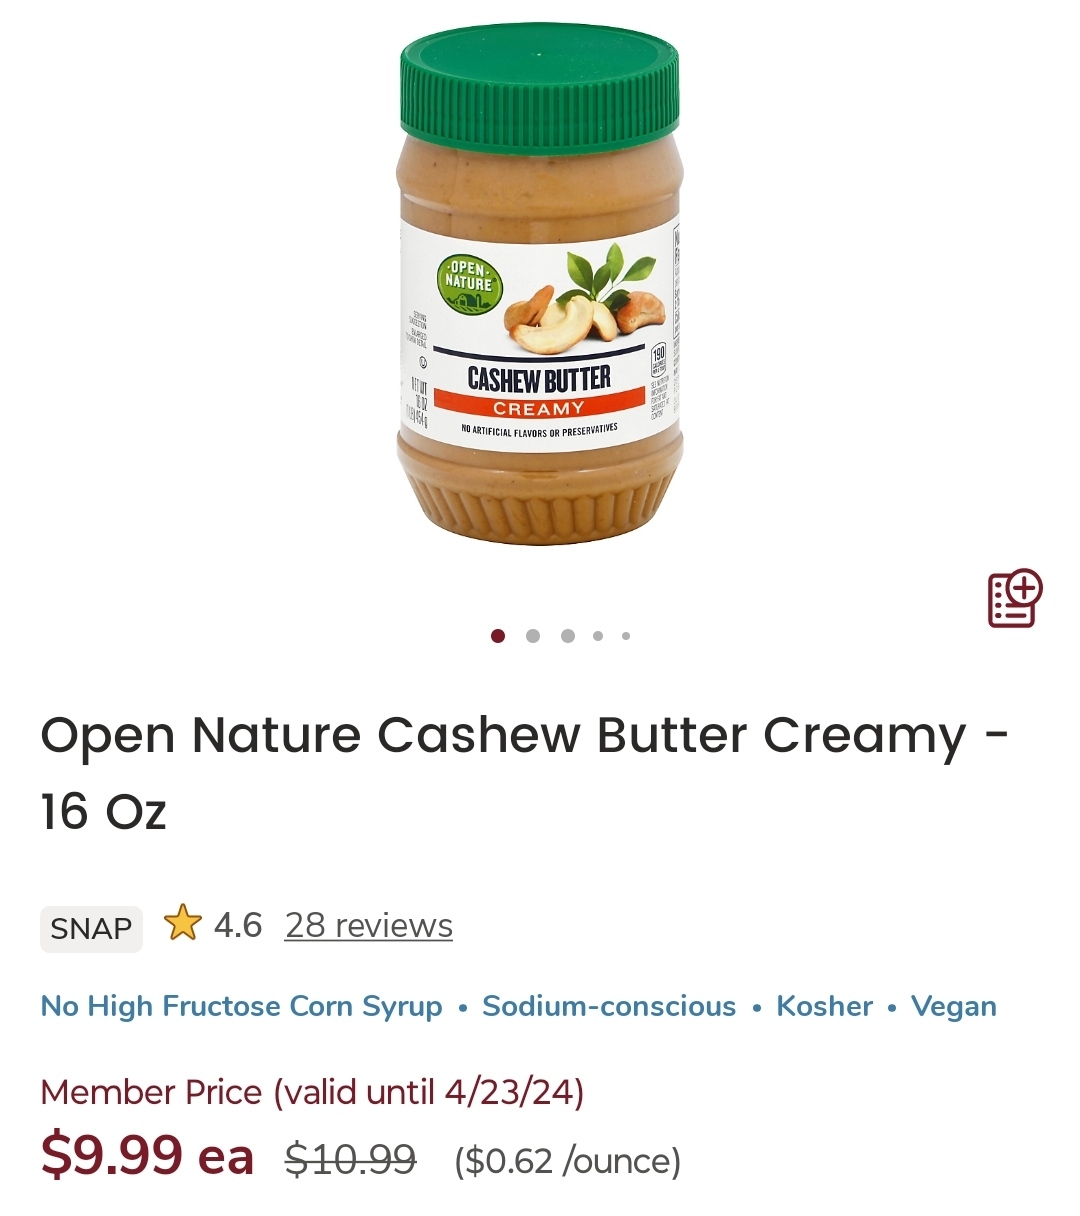 OPEN
NATURE
190
CALORIES
CASHEW BUTTER
CREAMY
NO ARTIFICIAL FLAVORS OR PRESERVATIVES
NET WT
16 OZ
Open Nature Cashew Butter Creamy -
16 Oz
SNAP 4.6 28 reviews
No High Fructose Corn Syrup • Sodium-conscious • Kosher • Vegan
Member Price (valid until 4/23/24)
$9.99 ea $10.99 ($0.62 /ounce)